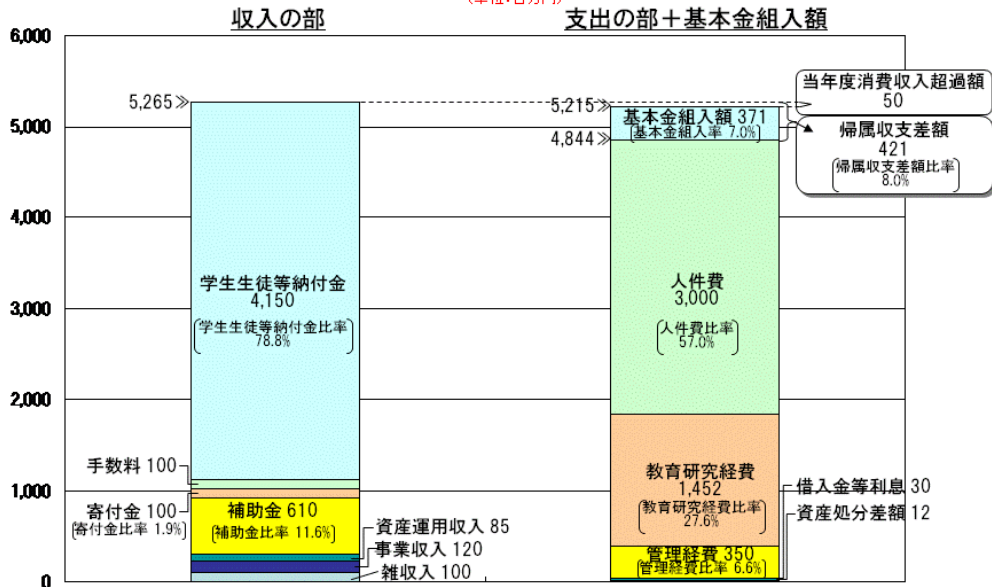 (単位:百万円)
収入の部
支出の部＋基本金組入額
6,000
5,000
4,000
3,000
2,000
1,000
0
5,265≫
学生生徒等納付金
4,150
学生生徒等納付金比率
78.8%
手数料 100
寄付金 100
(寄付金比率 1.9%)
補助金 610
(補助金比率 11.6%)
資産運用収入 85
事業収入 120
雑収入 100
5,215≫
基本金組入額 371
(基本金組入率 7.0%)
4,844≫
人件費
3,000
人件費比率
57.0%
教育研究経費
1,452
教育研究経費比率
27.6%
管理経費 350
(管理経費比率 6.6%)
借入金等利息 30
資産処分差額 12
当年度消費収入超過額
50
帰属収支差額
421
帰属収支差額比率
8.0%